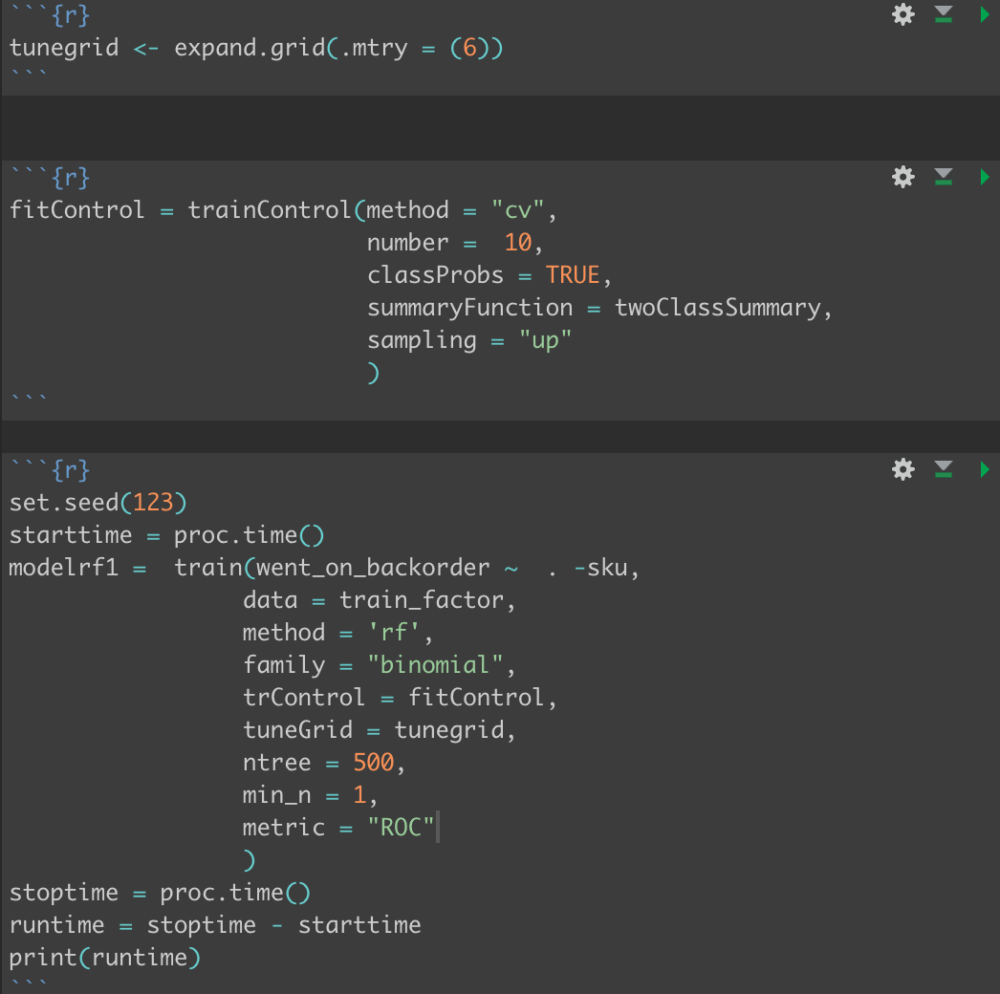 ```{r}
tunegrid <- expand.grid(.mtry = (6))
```
```{r}
fitControl = trainControl(method = "cv",
                          number =  10,
                          classProbs = TRUE,
                          summaryFunction = twoClassSummary,
                          sampling = "up"
                          )
```
```{r}
set.seed(123)
starttime = proc.time()
modelrf1 =  train(went_on_backorder ~  . -sku,
                 data = train_factor,
                 method = 'rf',
                 family = "binomial",
                 trControl = fitControl,
                 tuneGrid = tunegrid,
                 ntree = 500,
                 min_n = 1,
                 metric = "ROC"
                 )
stoptime = proc.time()
runtime = stoptime - starttime
print(runtime)
```